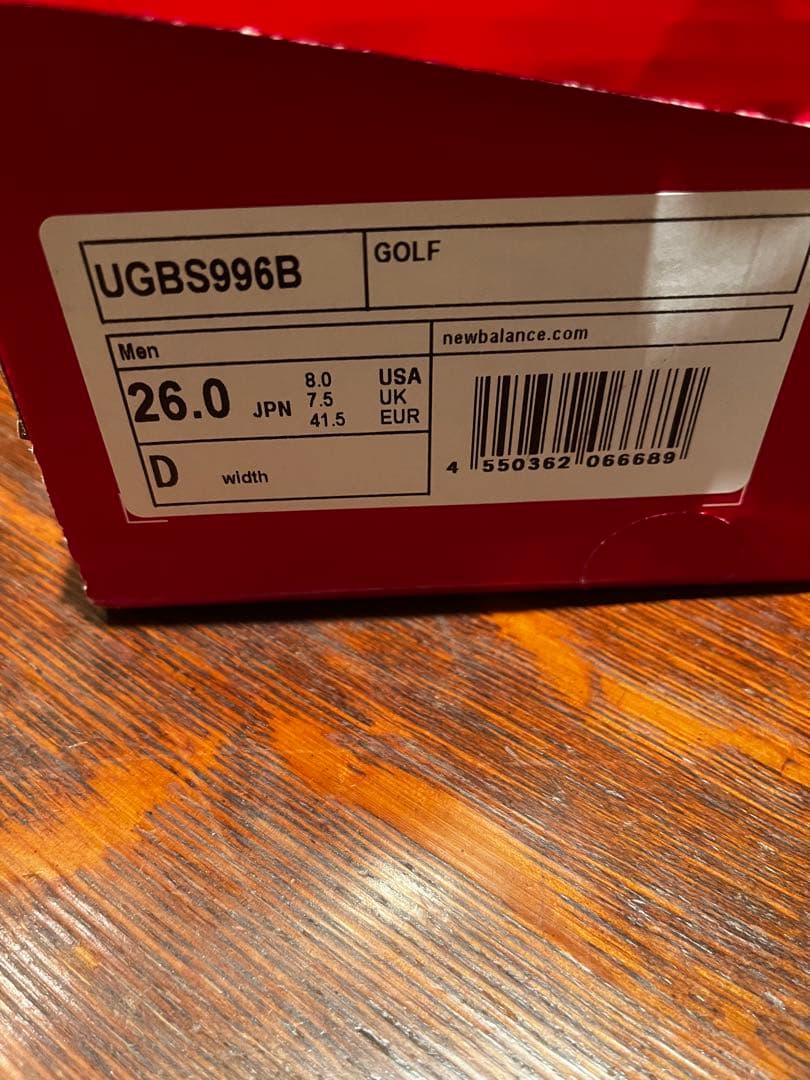 UGBS996B
GOLF
Men
newbalance.com
26.0 JPN
8.0 USA
7.5 UK
41.5 EUR
D width
4 550362 066689